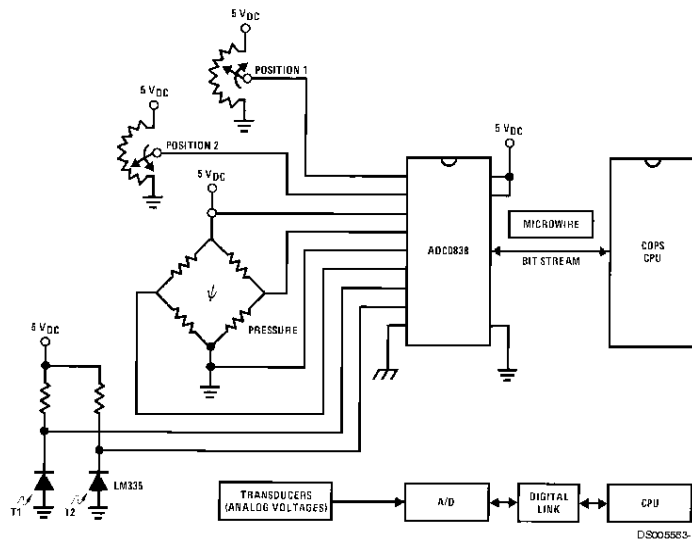 5 VDC
POSITION 1
5 VDC
POSITION 2
5 VDC
5 VDC
ADC0838
MICROWIRE
BIT STREAM
COPS
CPU
ψ
PRESSURE
5 VDC
LM335
T1
T2
TRANSDUCERS
(ANALOG VOLTAGES)
A/D
DIGITAL
LINK
CPU
DS005583-